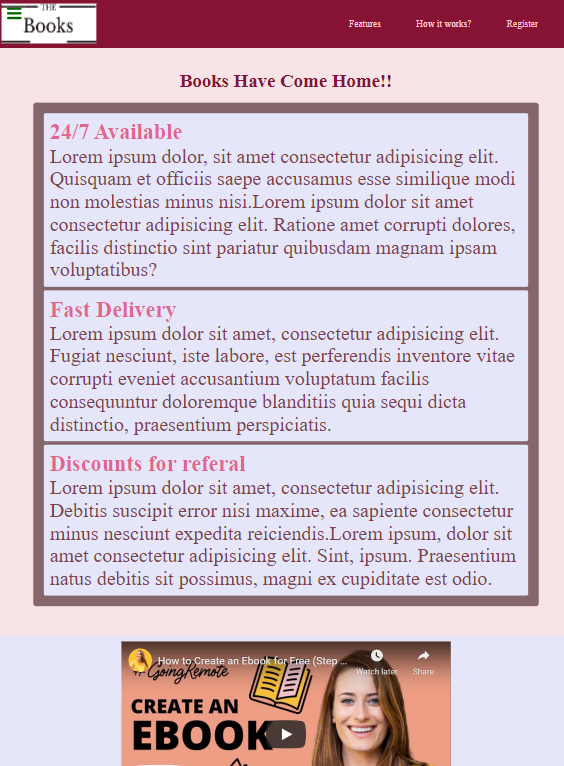 THE
Books
Features How it works? Register
Books Have Come Home!!
24/7 Available
Lorem ipsum dolor, sit amet consectetur adipisicing elit.
Quisquam et officiis saepe accusamus esse similique modi
non molestias minus nisi.Lorem ipsum dolor sit amet
consectetur adipisicing elit. Ratione amet corrupti dolores,
facilis distinctio sint pariatur quibusdam magnam ipsam
voluptatibus?
Fast Delivery
Lorem ipsum dolor sit amet, consectetur adipisicing elit.
Fugiat nesciunt, iste labore, est perferendis inventore vitae
corrupti eveniet accusantium voluptatum facilis
consequuntur doloremque blanditiis quia sequi dicta
distinctio, praesentium perspiciatis.
Discounts for referal
Lorem ipsum dolor sit amet, consectetur adipisicing elit.
Debitis suscipit error nisi maxime, ea sapiente consectetur
minus nesciunt expedita reiciendis.Lorem ipsum, dolor sit
amet consectetur adipisicing elit. Sint, ipsum. Praesentium
natus debitis sit possimus, magni ex cupiditate est odio.
How to Create an Ebook for Free (Step ...
Watch later Share
#GoingRemote
CREATE AN
EBOOK